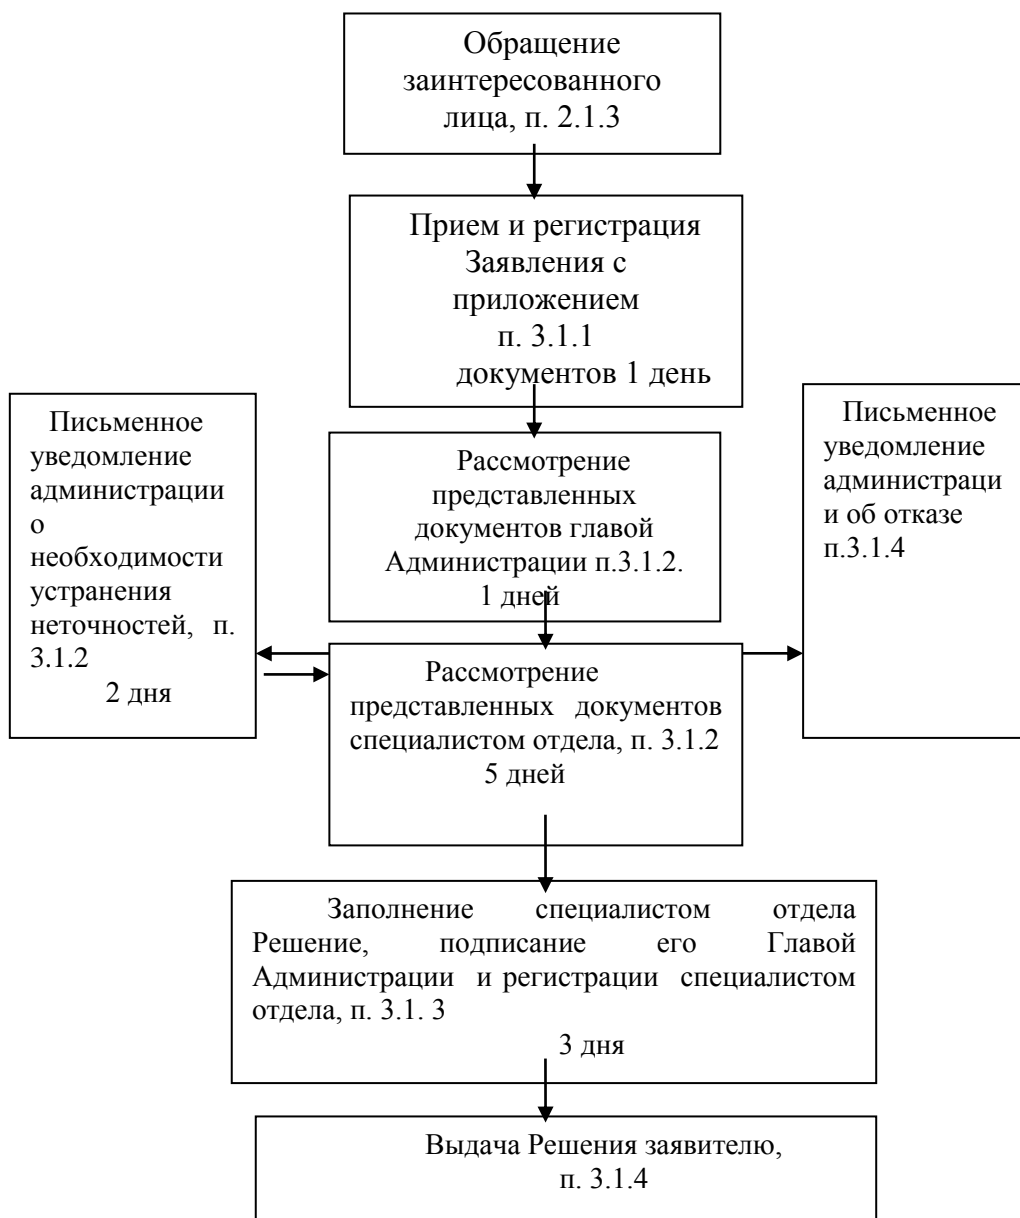 Обращение
заинтересованного
лица, п. 2.1.3
Прием и регистрация
Заявления с
приложением
п. 3.1.1
документов 1 день
Письменное
уведомление
администрации
о
необходимости
устранения
неточностей, п.
3.1.2
2 дня
Рассмотрение
представленных
документов главой
Администрации п.3.1.2.
1 дней
Письменное
уведомление
администраци
и об отказе
п.3.1.4
Рассмотрение
представленных документов
специалистом отдела, п. 3.1.2
5 дней
Заполнение специалистом отдела
Решение, подписание его Главой
Администрации и регистрации специалистом
отдела, п. 3.1. 3
3 дня
Выдача Решения заявителю,
п. 3.1.4